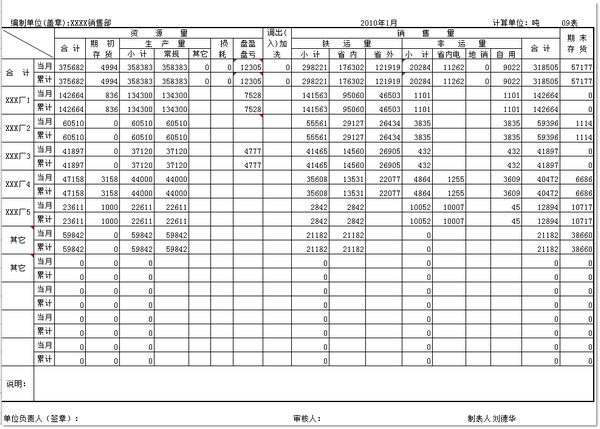 编制单位(盖章):XXXX销售部 2010年1月 计算单位: 吨 09表
资 源 量 调出(入)加洗 销 售 量 期 末 存 货
合 计 期 初 存 货 生 产 量 损 耗 盘盈 盘亏 铁 运 量 非 运 量
小 计 常规 其它 小 计 省 内 省 外 小 计 省内电 地 销 自 用 合 计
合 计 当月 375682 4994 358383 358383 0 0 12305 0 298221 176302 121919 20284 11262 0 9022 318505 57177
累计 375682 4994 358383 358383 0 0 12305 0 298221 176302 121919 20284 11262 0 9022 318505 57177
XXX厂1 当月 142664 836 134300 134300 7528 141563 95060 46503 1101 1101 142664 0
累计 142664 836 134300 134300 7528 141563 95060 46503 1101 1101 142664 0
XXX厂2 当月 60510 0 60510 60510 55561 29127 26434 3835 3835 59396 1114
累计 60510 0 60510 60510 55561 29127 26434 3835 3835 59396 1114
XXX厂3 当月 41897 0 37120 37120 4777 41465 14560 26905 432 432 41897 0
累计 41897 0 37120 37120 4777 41465 14560 26905 432 432 41897 0
XXX厂4 当月 47158 3158 44000 44000 35608 13531 22077 4864 1255 3609 40472 6686
累计 47158 3158 44000 44000 35608 13531 22077 4864 1255 3609 40472 6686
XXX厂5 当月 23611 1000 22611 22611 2842 2842 10052 10007 45 12894 10717
累计 23611 1000 22611 22611 2842 2842 10052 10007 45 12894 10717
其它 当月 59842 0 59842 59842 21182 21182 0 21182 38660
累计 59842 0 59842 59842 21182 21182 0 21182 38660
其它 当月 0 0 0 0 0 0
累计 0 0 0 0 0 0
当月 0 0 0 0 0 0
累计 0 0 0 0 0 0
当月 0 0 0 0 0 0
累计 0 0 0 0 0 0
当月 0 0 0 0 0 0
累计 0 0 0 0 0 0
说明:
单位负责人（签章）: 审核人: 制表人 刘德华